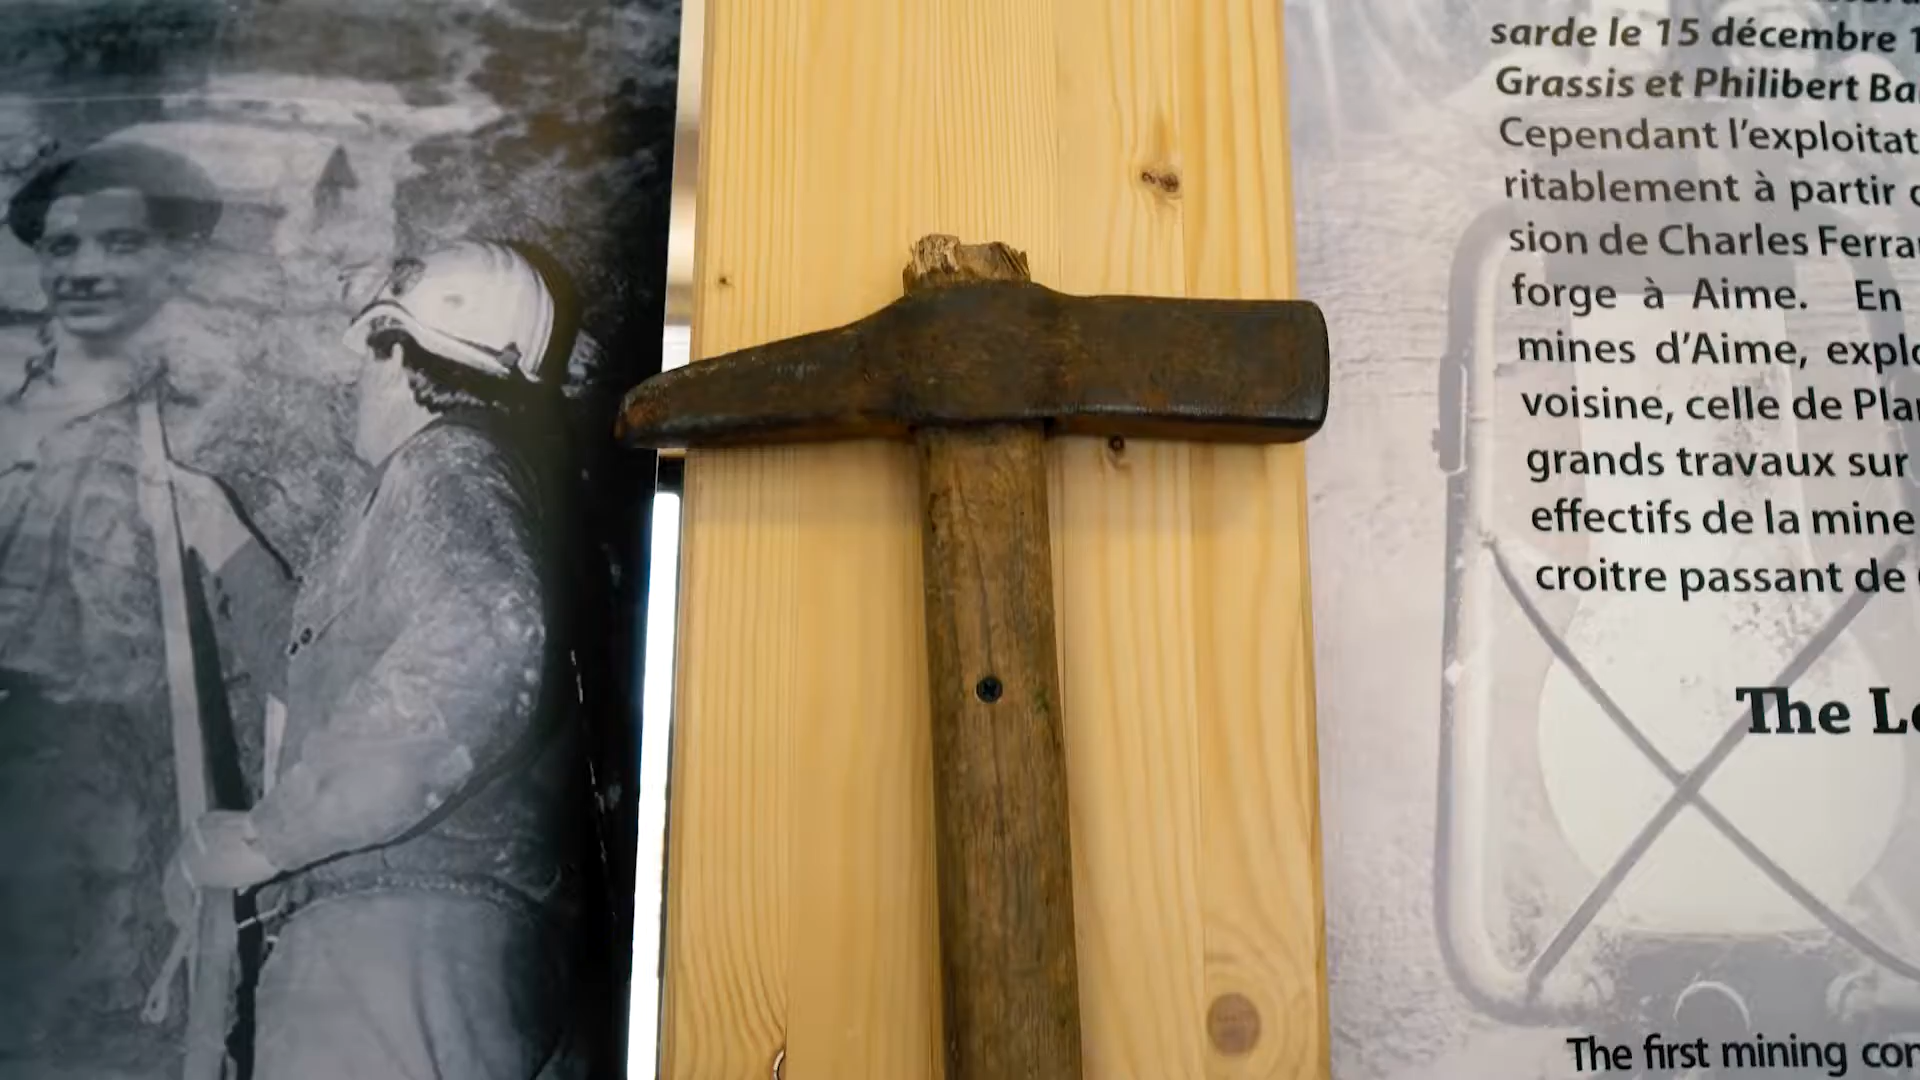 sarde le 15 décembre 1
Grassis et Philibert Ba
Cependant l'exploitat
ritablement à partir
sion de Charles Ferra
forge à Aime. En
mines d'Aime, explo
voisine, celle de Pla
grands travaux sur
effectifs de la mine
croitre passant de
The L
The first mining con